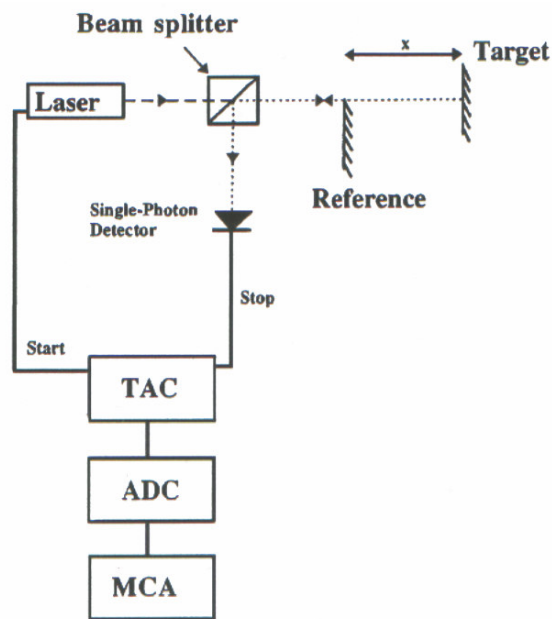 Beam splitter
x
Target
Laser
Reference
Single-Photon
Detector
Stop
Start
TAC
ADC
MCA